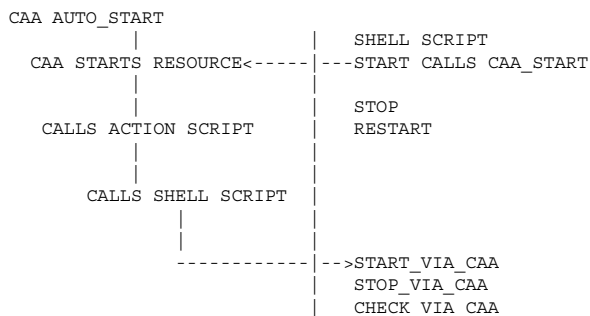 CAA AUTO_START
SHELL SCRIPT
CAA STARTS RESOURCE<-----|---START CALLS CAA_START
STOP
CALLS ACTION SCRIPT RESTART
CALLS SHELL SCRIPT
------------|-->START_VIA_CAA
STOP_VIA_CAA
CHECK VIA CAA